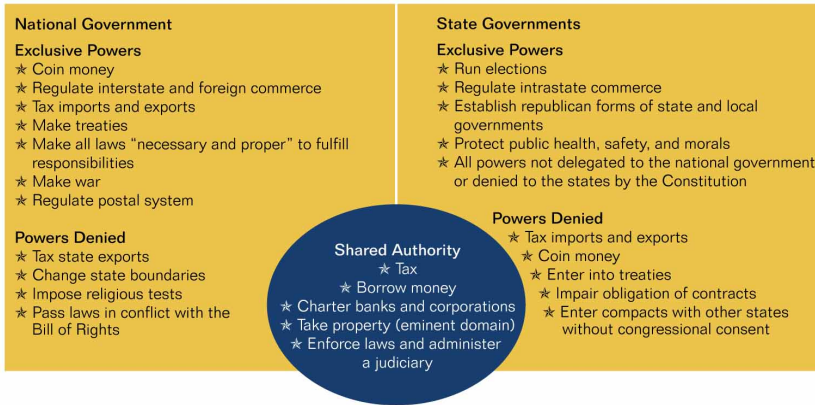 National Government
Exclusive Powers
✯ Coin money
✯ Regulate interstate and foreign commerce
✯ Tax imports and exports
✯ Make treaties
✯ Make all laws “necessary and proper” to fulfill
responsibilities
✯ Make war
✯ Regulate postal system
Powers Denied
✯ Tax state exports
✯ Change state boundaries
✯ Impose religious tests
✯ Pass laws in conflict with the
Bill of Rights
State Governments
Exclusive Powers
✯ Run elections
✯ Regulate intrastate commerce
✯ Establish republican forms of state and local
governments
✯ Protect public health, safety, and morals
✯ All powers not delegated to the national government
or denied to the states by the Constitution
Powers Denied
✯ Tax imports and exports
✯ Coin money
✯ Enter into treaties
✯ Impair obligation of contracts
✯ Enter compacts with other states
without congressional consent
Shared Authority
✯ Tax
✯ Borrow money
✯ Charter banks and corporations
✯ Take property (eminent domain)
✯ Enforce laws and administer
a judiciary